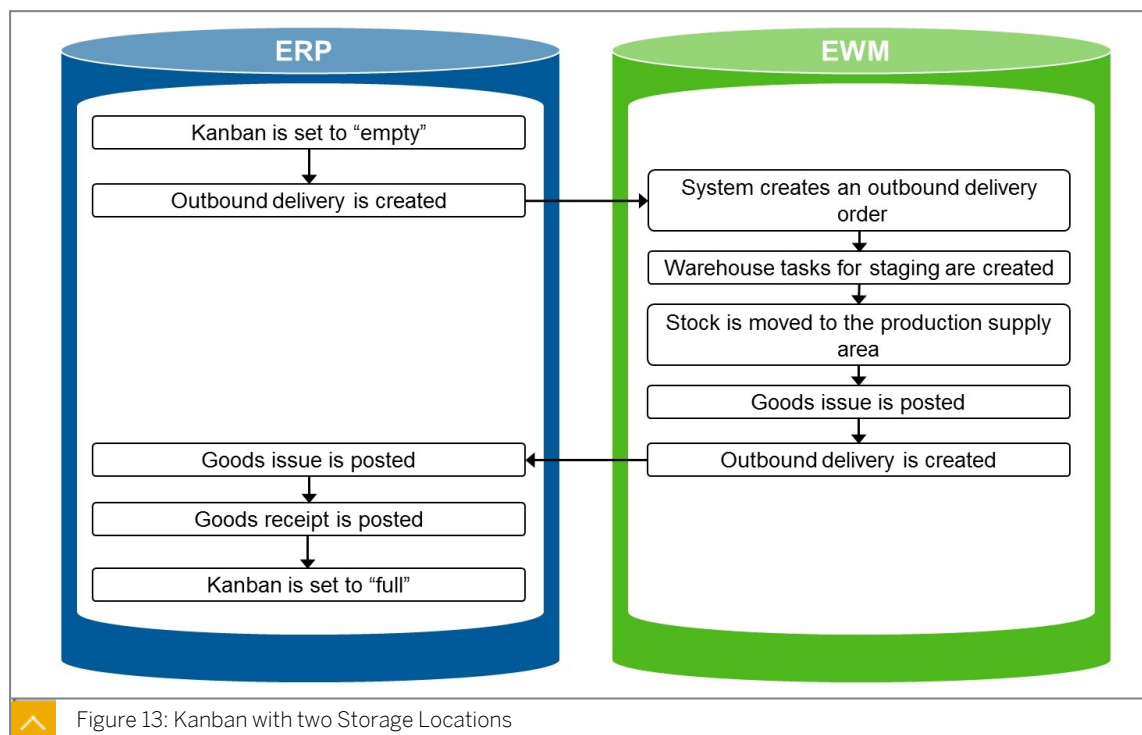 ERP
Kanban is set to “empty”
Outbound delivery is created
Goods issue is posted
Goods receipt is posted
Kanban is set to “full”
EWM
System creates an outbound delivery
order
Warehouse tasks for staging are created
Stock is moved to the production supply
area
Goods issue is posted
Outbound delivery is created
Figure 13: Kanban with two Storage Locations